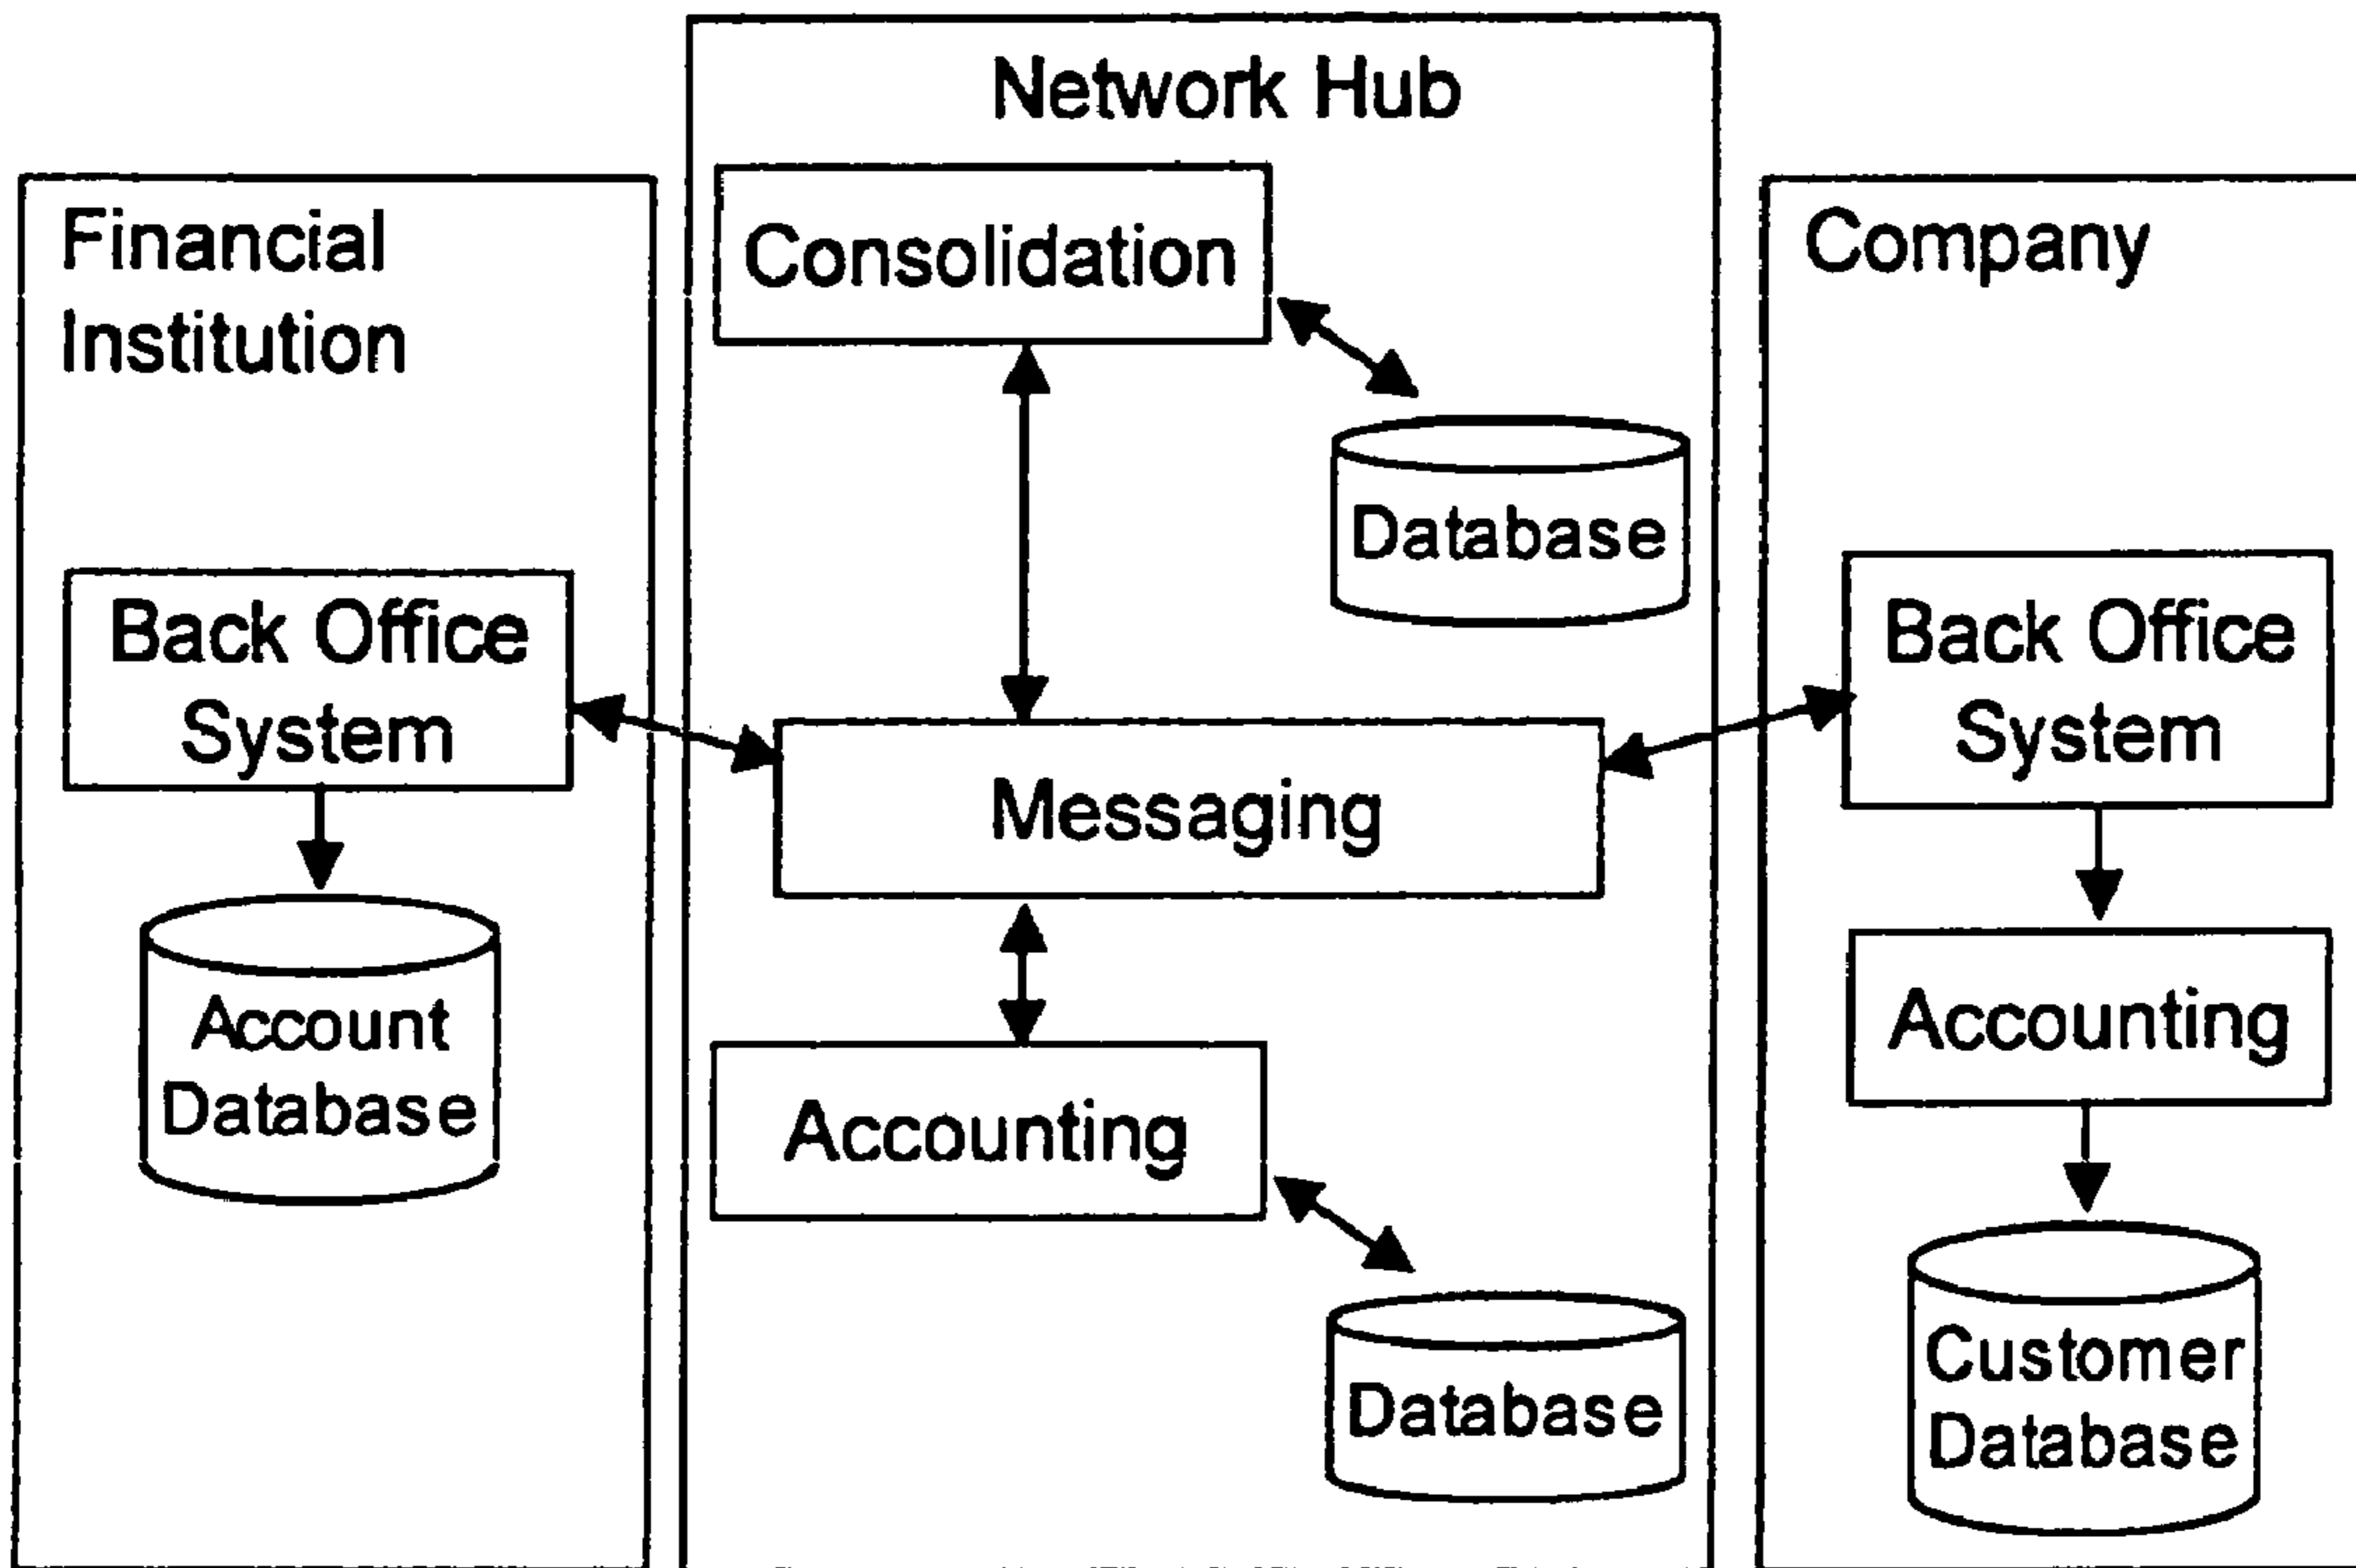 Network Hub
Financial
Institution
Consolidation
Company
Database
Back Office
System
Back Office
System
Messaging
Account
Database
Accounting
Accounting
Database
Customer
Database